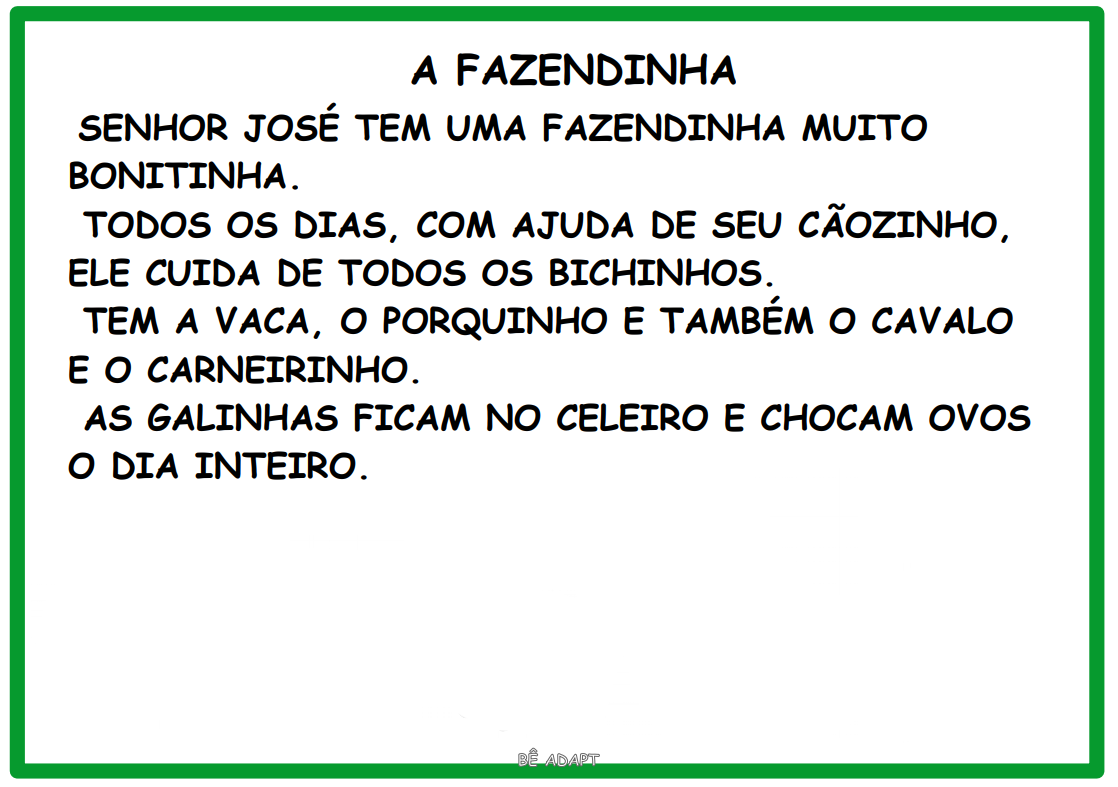 A FAZENDINHA
SENHOR JOSÉ TEM UMA FAZENDINHA MUITO
BONITINHA.
TODOS OS DIAS, COM AJUDA DE SEU CÃOZINHO,
ELE CUIDA DE TODOS OS BICHINHOS.
TEM A VACA, O PORQUINHO E TAMBÉM O CAVALO
E O CARNEIRINHO.
AS GALINHAS FICAM NO CELEIRO E CHOCAM OVOS
O DIA INTEIRO.
BÊ ADAPT